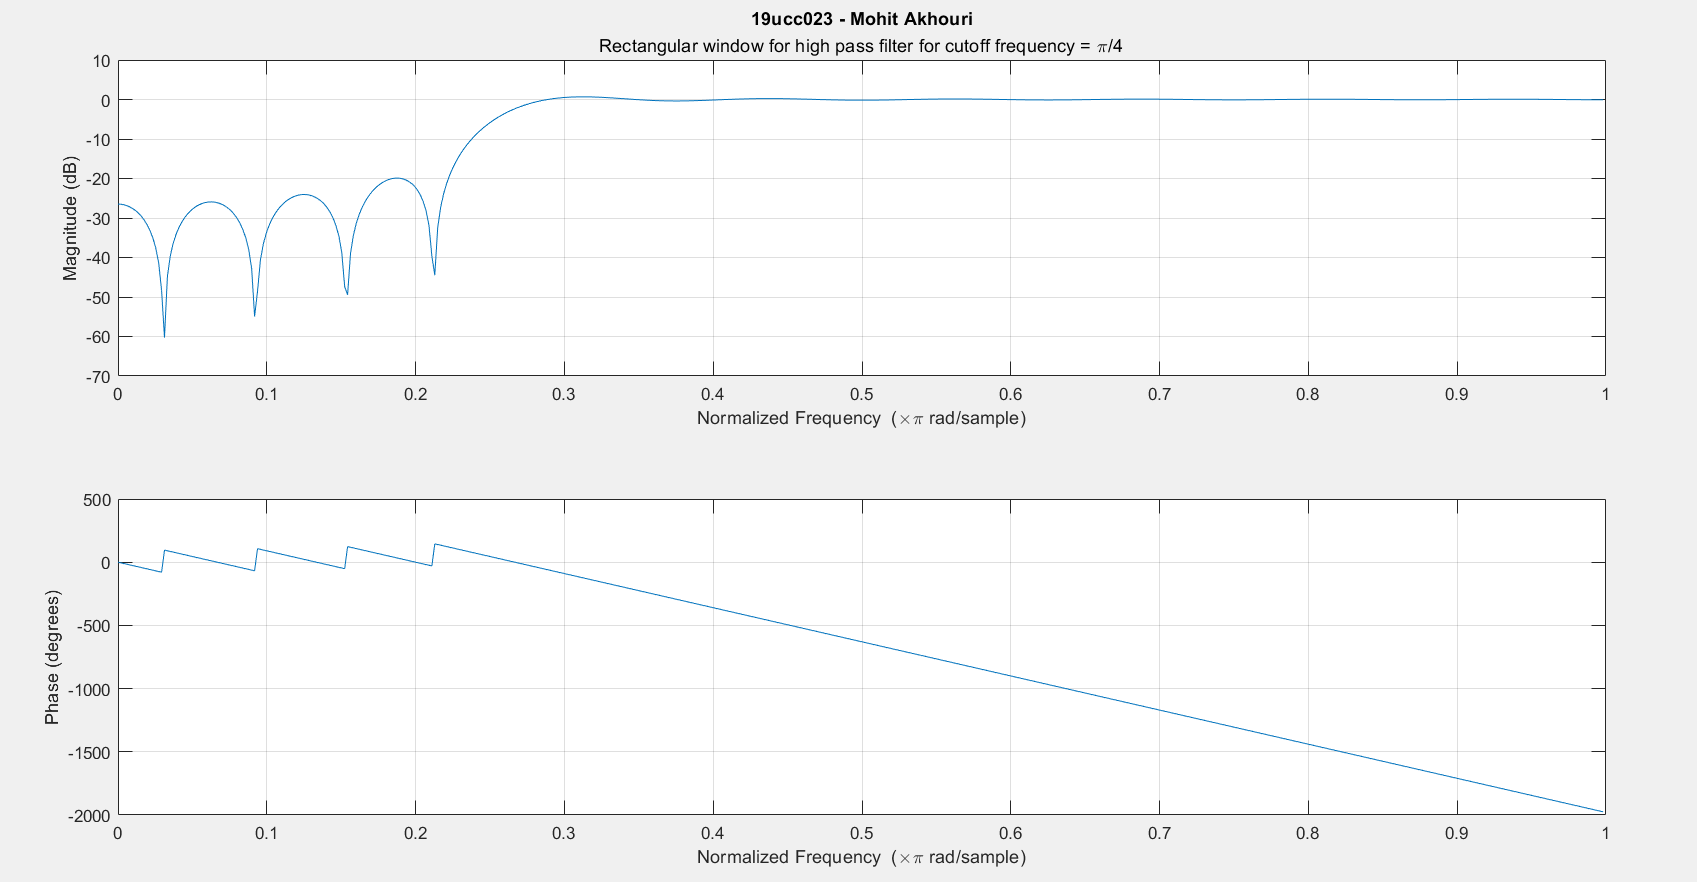 19ucc023 - Mohit Akhouri
Rectangular window for high pass filter for cutoff frequency = π/4
10
0
-10
-20
-30
-40
-50
-60
-70
Magnitude (dB)
0 0.1 0.2 0.3 0.4 0.5 0.6 0.7 0.8 0.9 1
Normalized Frequency (×π rad/sample)
500
0
-500
-1000
-1500
-2000
Phase (degrees)
0 0.1 0.2 0.3 0.4 0.5 0.6 0.7 0.8 0.9 1
Normalized Frequency (×π rad/sample)